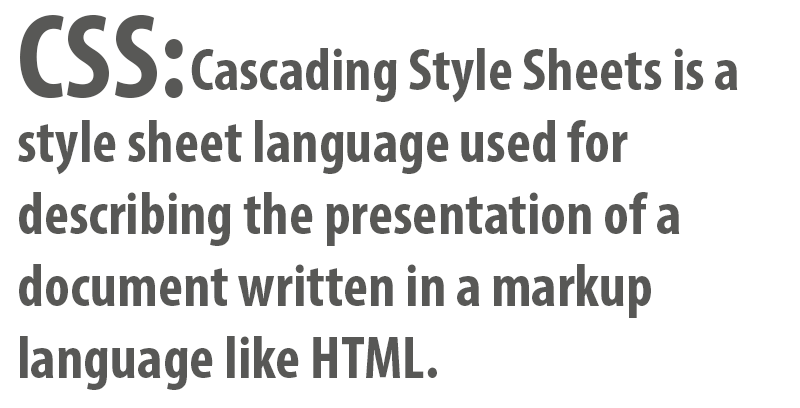 CSS: Cascading Style Sheets is a
style sheet language used for
describing the presentation of a
document written in a markup
language like HTML.